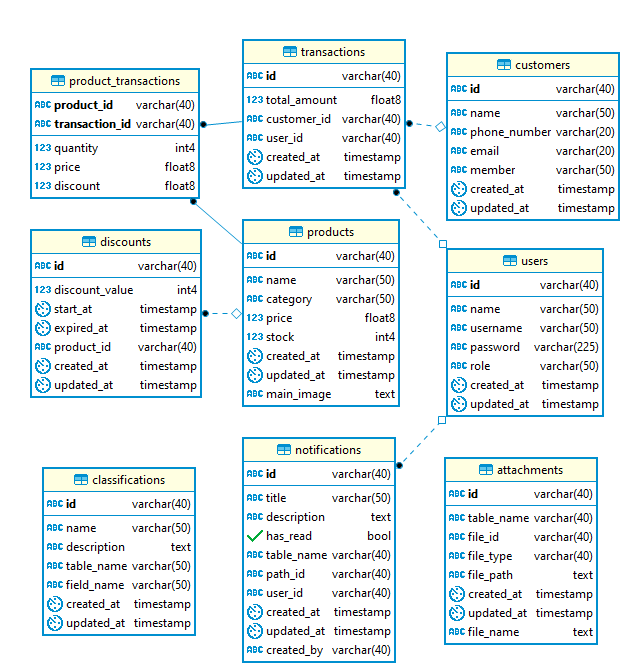 product_transactions
ABC product_id varchar(40)
ABC transaction_id varchar(40)
123 quantity int4
123 price float8
123 discount float8
transactions
ABC id varchar(40)
123 total_amount float8
ABC customer_id varchar(40)
ABC user_id varchar(40)
created_at timestamp
updated_at timestamp
customers
ABC id varchar(40)
ABC name varchar(50)
ABC phone_number varchar(20)
ABC email varchar(20)
ABC member varchar(50)
created_at timestamp
updated_at timestamp
discounts
ABC id varchar(40)
123 discount_value int4
start_at timestamp
expired_at timestamp
ABC product_id varchar(40)
created_at timestamp
updated_at timestamp
products
ABC id varchar(40)
ABC name varchar(50)
ABC category varchar(50)
123 price float8
123 stock int4
created_at timestamp
updated_at timestamp
ABC main_image text
users
ABC id varchar(40)
ABC name varchar(50)
ABC username varchar(50)
ABC password varchar(225)
ABC role varchar(50)
created_at timestamp
updated_at timestamp
classifications
ABC id varchar(40)
ABC name varchar(50)
ABC description text
ABC table_name varchar(50)
ABC field_name varchar(50)
created_at timestamp
updated_at timestamp
notifications
ABC id varchar(40)
ABC title varchar(50)
ABC description text
has_read bool
ABC table_name varchar(40)
ABC path_id varchar(40)
ABC user_id varchar(40)
created_at timestamp
updated_at timestamp
ABC created_by varchar(40)
attachments
ABC id varchar(40)
ABC table_name varchar(40)
ABC file_id varchar(40)
ABC file_type varchar(40)
ABC file_path text
created_at timestamp
updated_at timestamp
ABC file_name text